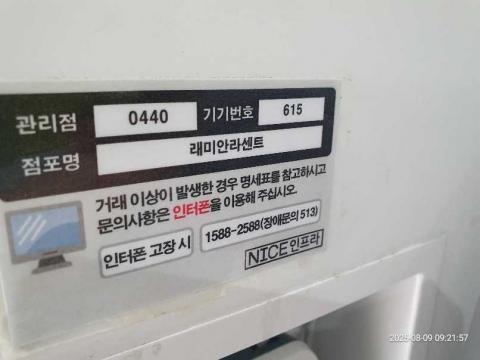 관리점 0440 기기번호 615
점포명 래미안라센트
거래 이상이 발생한 경우 명세표를 참고하시고
문의사항은 인터폰을 이용해 주십시오.
인터폰 고장 시 1588-2588(장애문의 513)
NICE인프라
2025-08-09 09:21:57